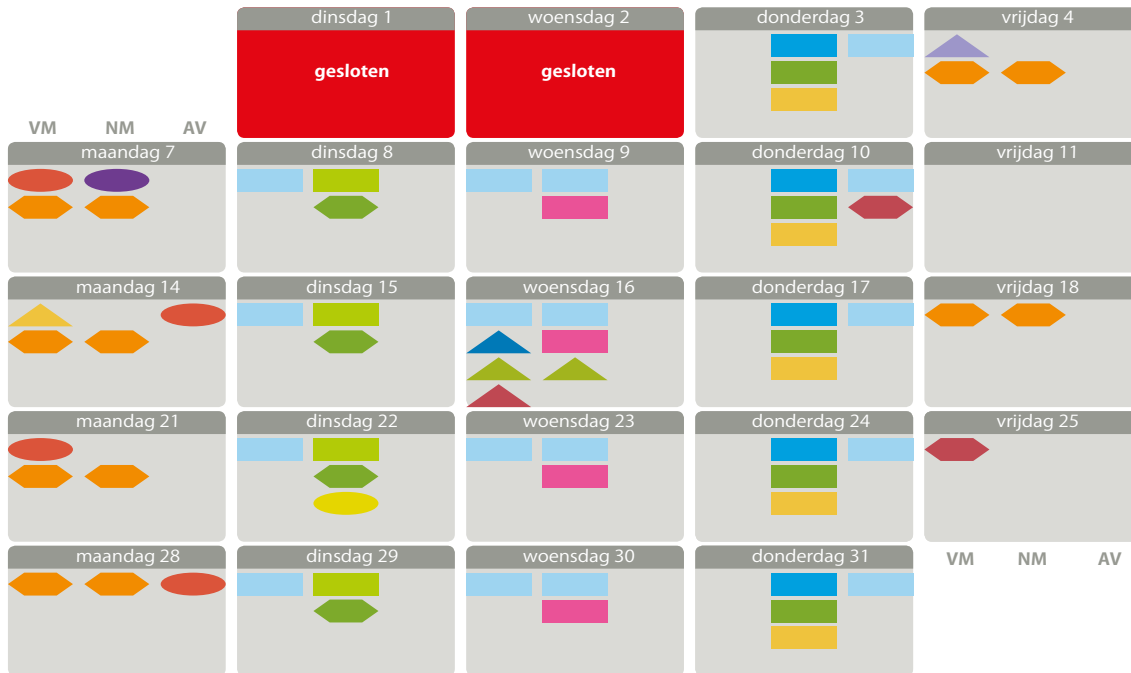 dinsdag 1
woensdag 2
donderdag 3
vrijdag 4
gesloten
gesloten
VM NM AV
maandag 7
dinsdag 8
woensdag 9
donderdag 10
vrijdag 11
maandag 14
dinsdag 15
woensdag 16
donderdag 17
vrijdag 18
maandag 21
dinsdag 22
woensdag 23
donderdag 24
vrijdag 25
maandag 28
dinsdag 29
woensdag 30
donderdag 31
VM NM AV